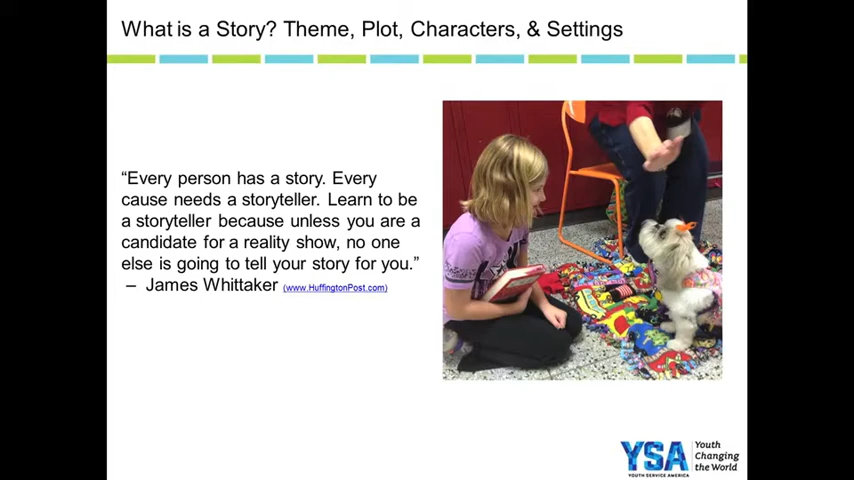 What is a Story? Theme, Plot, Characters, & Settings
“Every person has a story. Every
cause needs a storyteller. Learn to be
a storyteller because unless you are a
candidate for a reality show, no one
else is going to tell your story for you.”
– James Whittaker (www.HuffingtonPost.com)
YSA
YOUTH SERVICE AMERICA
Youth
Changing
the World